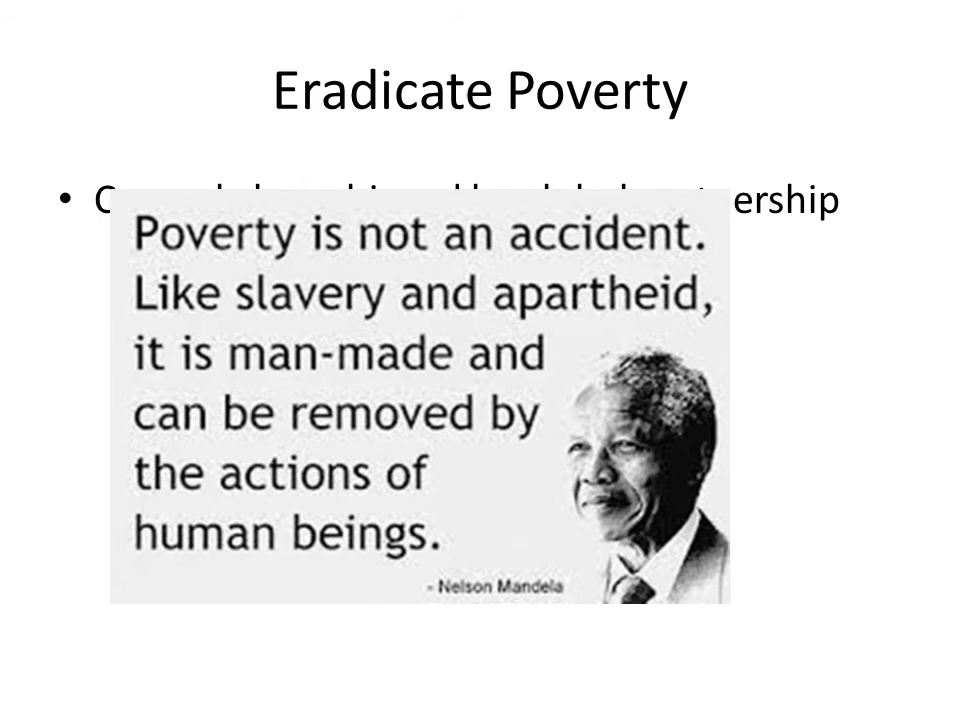 Eradicate Poverty
• ership
Poverty is not an accident.
Like slavery and apartheid,
it is man-made and
can be removed by
the actions of
human beings.
- Nelson Mandela